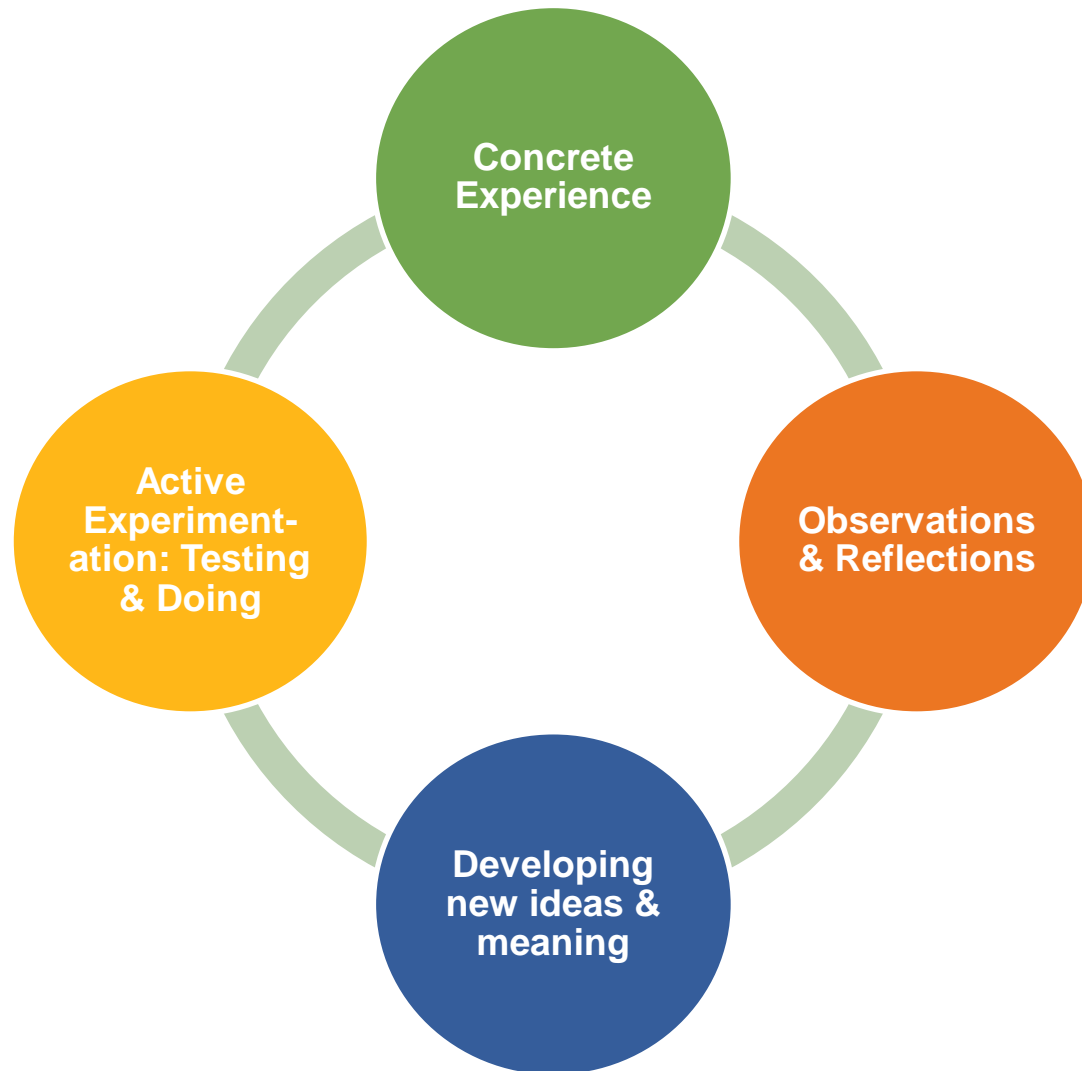 Concrete
Experience
Observations
& Reflections
Developing
new ideas &
meaning
Active
Experiment-
ation: Testing
& Doing